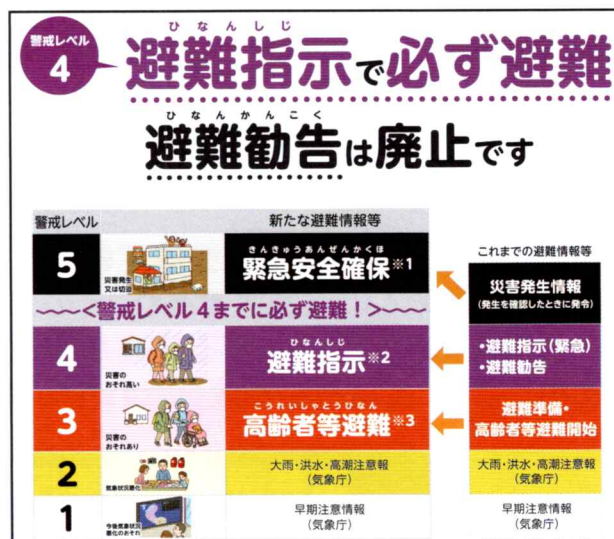 警戒レベル
4
ひなんしじ
避難指示で必ず避難
ひなんかんこく
避難勧告は廃止です
警戒レベル
新たな避難情報等
これまでの避難情報等
5
災害発生
又は切迫
きんきゅうあんぜんかくほ
緊急安全確保※1
災害発生情報
(発生を確認したときに発令)
〜〜<警戒レベル4までに必ず避難!>〜〜
4
災害の
おそれ高い
ひなんしじ
避難指示※2
・避難指示(緊急)
・避難勧告
3
災害の
おそれあり
こうれいしゃとうひなん
高齢者等避難※3
避難準備・
高齢者等避難開始
2
気象状況悪化
大雨・洪水・高潮注意報
(気象庁)
大雨・洪水・高潮注意報
(気象庁)
1
今後気象状況
悪化のおそれ
早期注意情報
(気象庁)
早期注意情報
(気象庁)